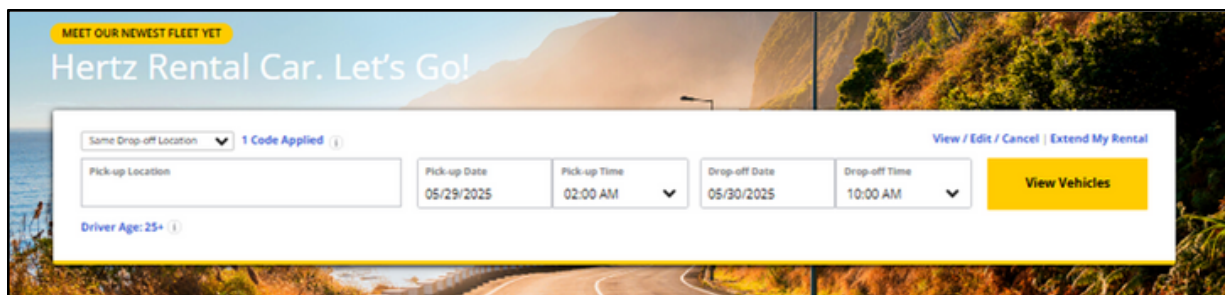 MEET OUR NEWEST FLEET YET
Hertz Rental Car. Let's Go!
Same Drop-off Location 1 Code Applied i View / Edit / Cancel | Extend My Rental
Pick-up Location Pick-up Date Pick-up Time Drop-off Date Drop-off Time
05/29/2025 02:00 AM 05/30/2025 10:00 AM View Vehicles
Driver Age: 25+ i